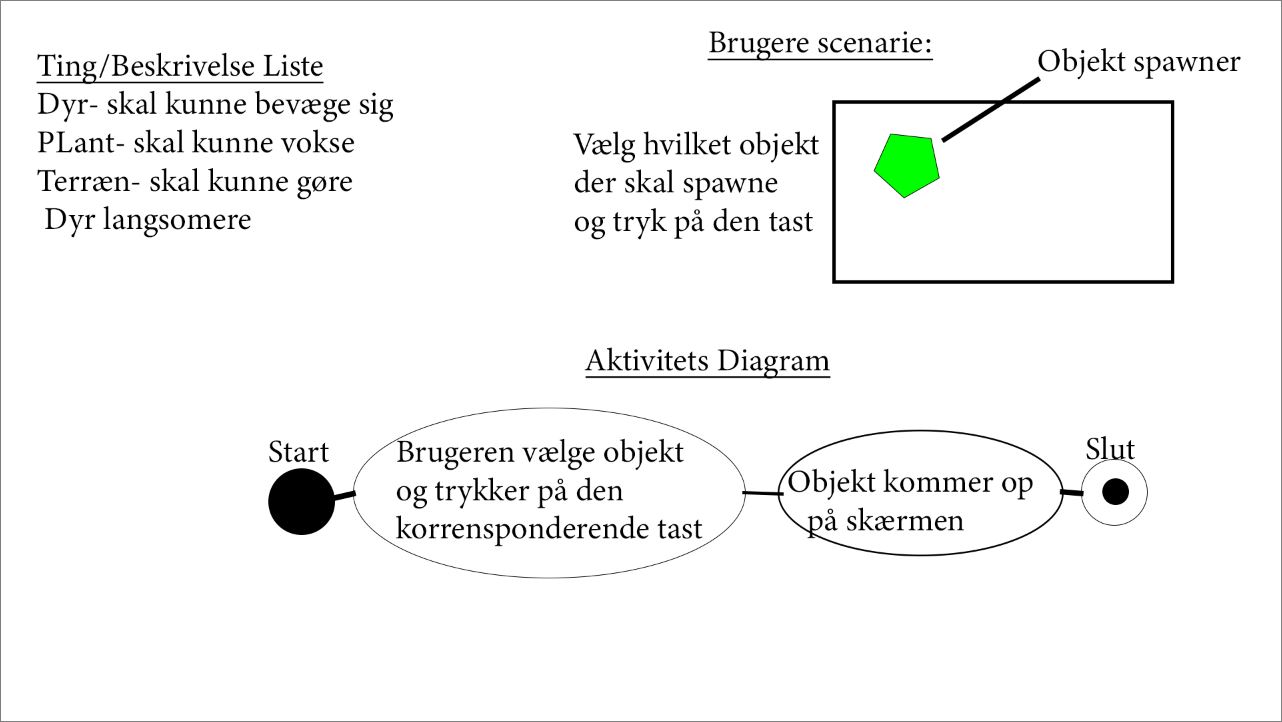 Ting/Beskrivelse Liste
Dyr- skal kunne bevæge sig
PLant- skal kunne vokse
Terræn- skal kunne gøre
Dyr langsomere
Brugere scenarie:
Objekt spawner
Vælg hvilket objekt
der skal spawne
og tryk på den tast
Aktivitets Diagram
Start
Brugeren vælge objekt
og trykker på den
korrensponderende tast
Objekt kommer op
på skærmen
Slut